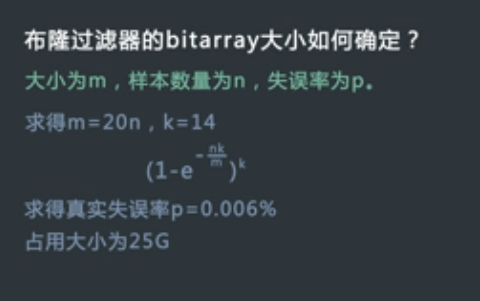 布隆过滤器的bitarray大小如何确定？
大小为m，样本数量为n，失误率为p。
求得m=20n，k=14
(1-e^{-\frac{nk}{m}})^k
求得真实失误率p=0.006%
占用大小为25G